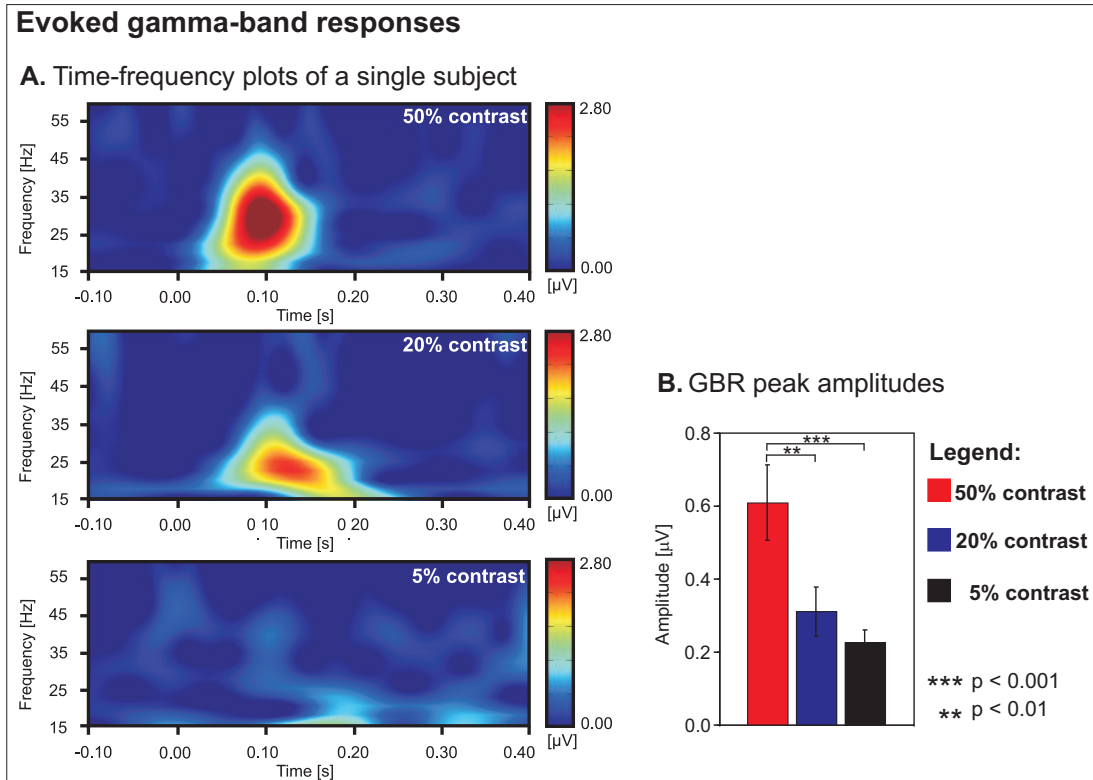 Evoked gamma-band responses
A. Time-frequency plots of a single subject
50% contrast
Frequency [Hz]
55
45
35
25
15
-0.10 0.00 0.10 0.20 0.30 0.40
Time [s]
2.80
0.00
[µV]
20% contrast
Frequency [Hz]
55
45
35
25
15
-0.10 0.00 0.10 0.20 0.30 0.40
Time [s]
2.80
0.00
[µV]
5% contrast
Frequency [Hz]
55
45
35
25
15
-0.10 0.00 0.10 0.20 0.30 0.40
Time [s]
2.80
0.00
[µV]
B. GBR peak amplitudes
Amplitude [µV]
0.8
0.6
0.4
0.2
0.0
***
**
Legend:
50% contrast
20% contrast
5% contrast
*** p < 0.001
** p < 0.01